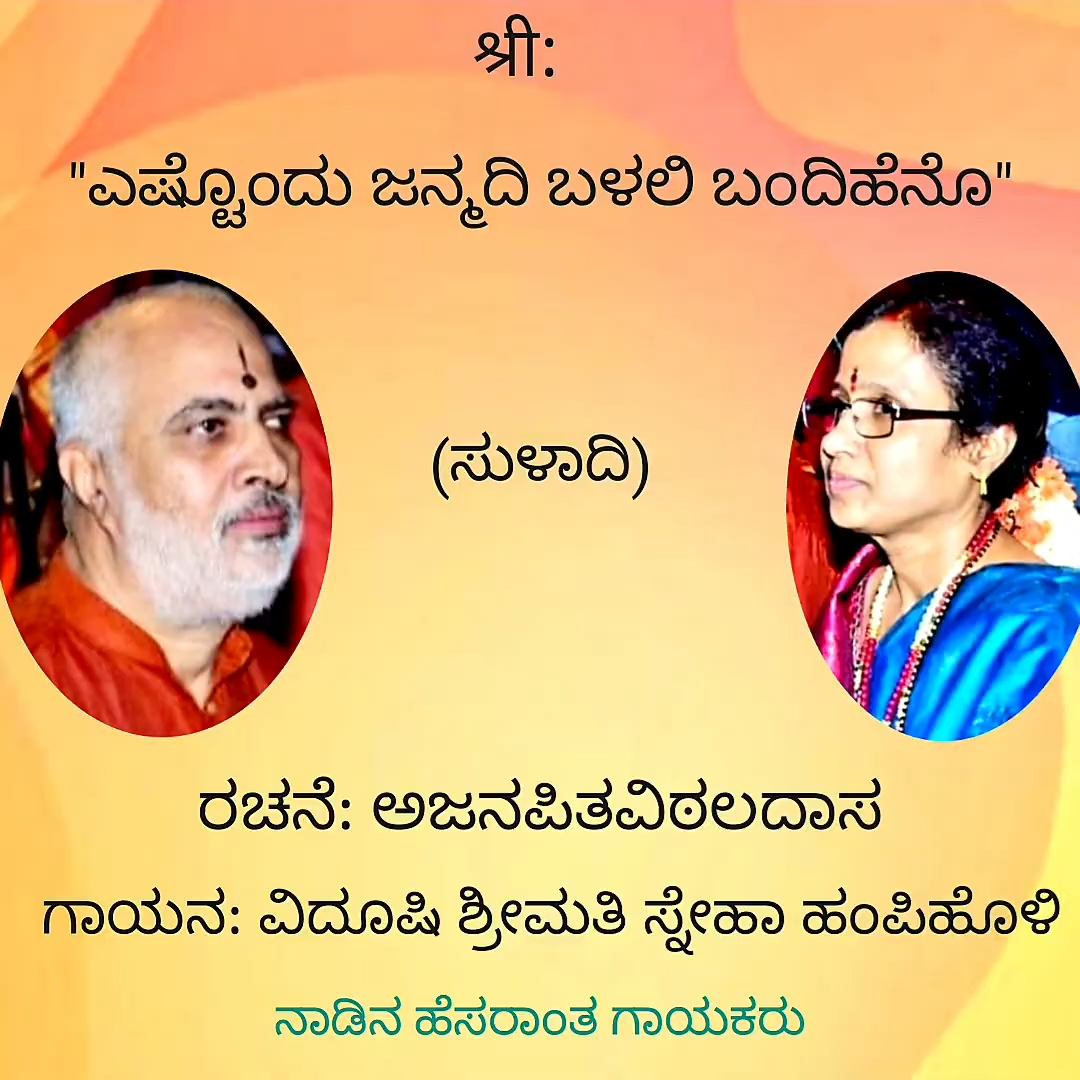 श्री:
"ಎಷ್ಟೊಂದು ಜನ್ಮದಿ ಬಳಲಿ ಬಂದಿಹೆನೊ"
(ಸುಳಾದಿ)
ರಚನೆ: ಅಜನಪಿತವಿಠಲದಾಸ
ಗಾಯನ: ವಿದೂಷಿ ಶ್ರೀಮತಿ ಸ್ನೇಹಾ ಹಂಪಿಹೊಳಿ
ನಾಡಿನ ಹೆಸರಾಂತ ಗಾಯಕರು